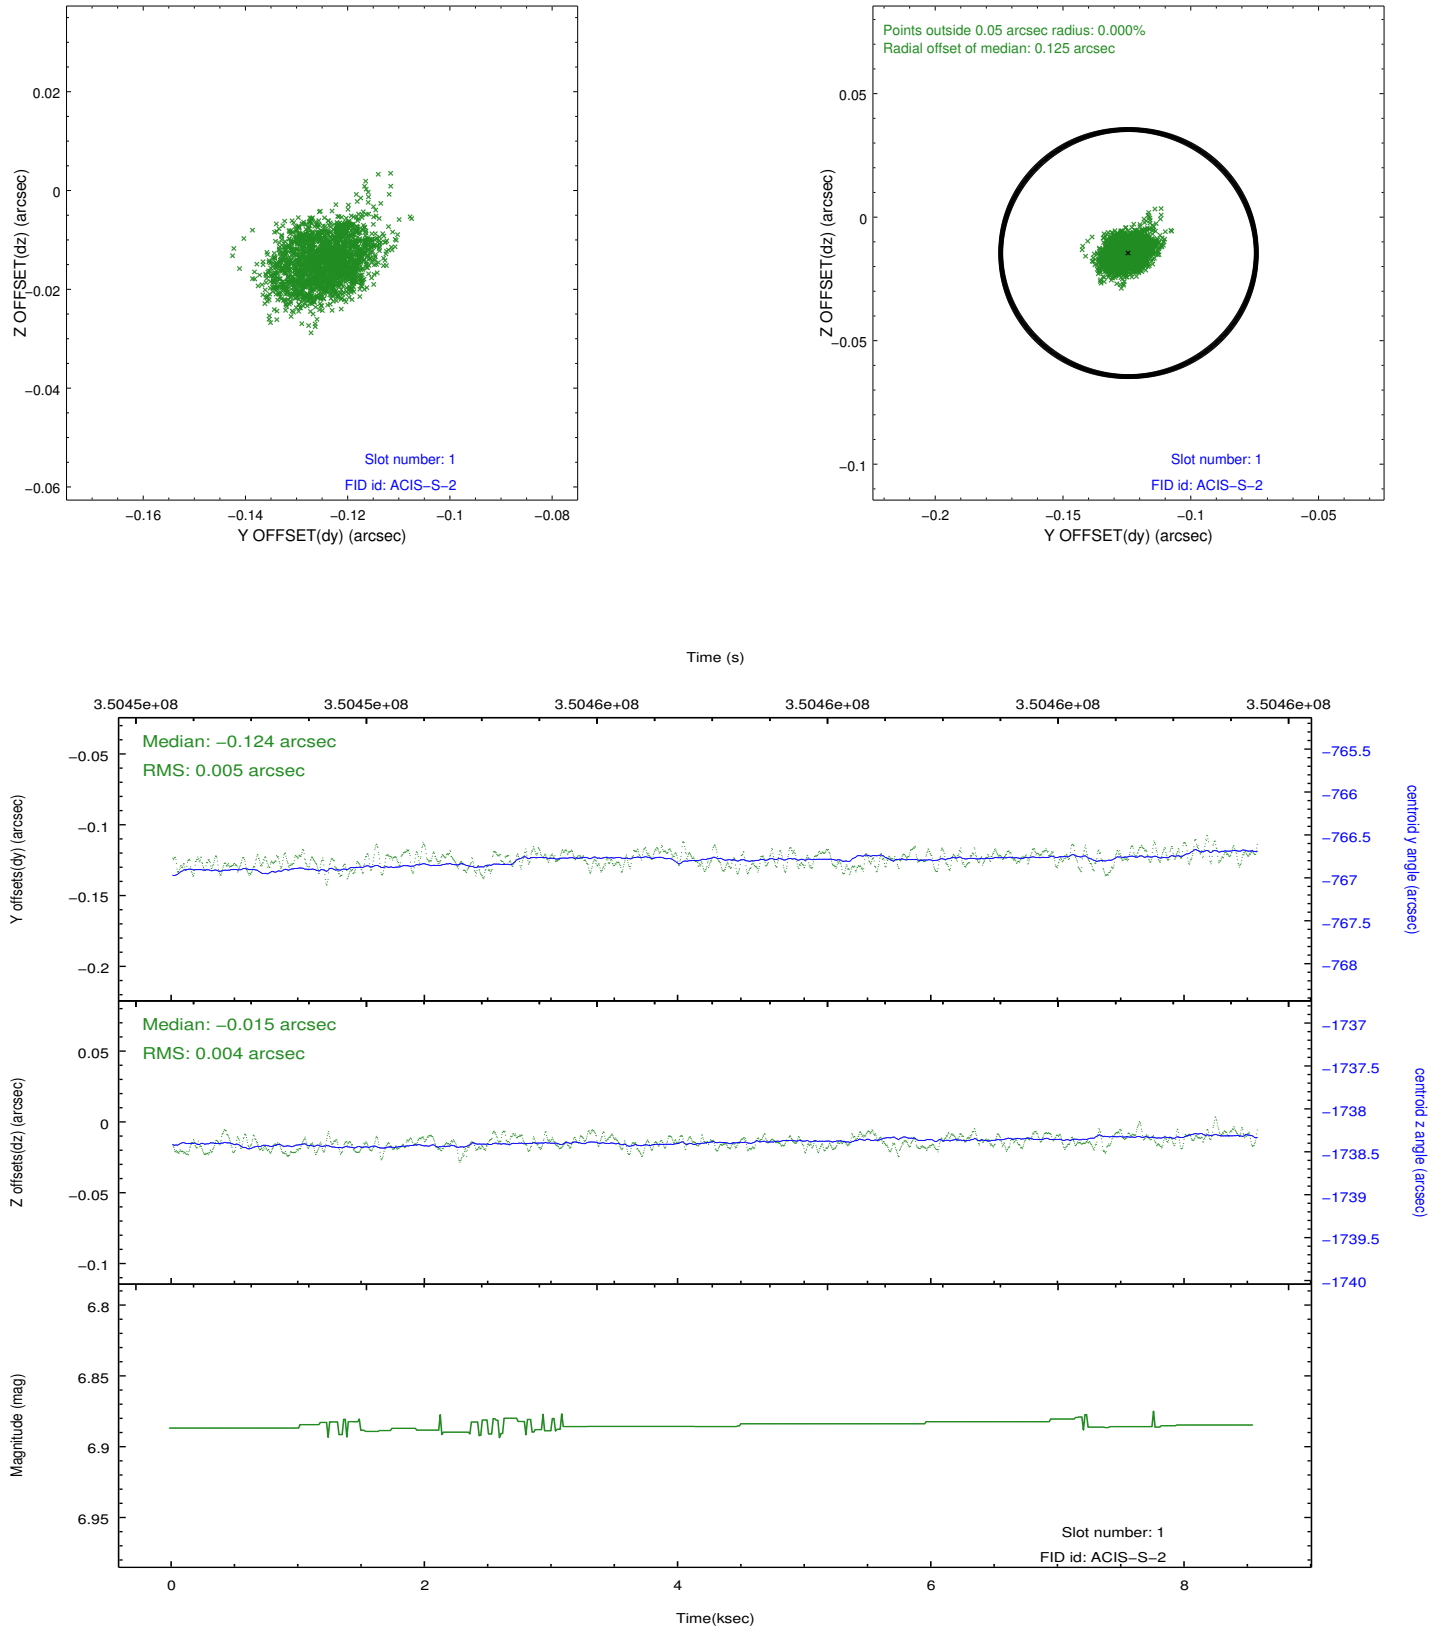 0.02
0
−0.02
−0.04
−0.06
Z OFFSET(dz) (arcsec)
Slot number: 1
FID id: ACIS−S−2
−0.16
−0.14
−0.12
−0.1
−0.08
Y OFFSET(dy) (arcsec)
Points outside 0.05 arcsec radius: 0.000%
Radial offset of median: 0.125 arcsec
0.05
0
−0.05
−0.1
Z OFFSET(dz) (arcsec)
Slot number: 1
FID id: ACIS−S−2
−0.2
−0.15
−0.1
−0.05
Y OFFSET(dy) (arcsec)
Time (s)
3.5045e+08
3.5045e+08
3.5046e+08
3.5046e+08
3.5046e+08
3.5046e+08
Median: −0.124 arcsec
RMS: 0.005 arcsec
−0.05
−0.1
−0.15
−0.2
Y offsets(dy) (arcsec)
−765.5
−766
−766.5
−767
−767.5
−768
centroid y angle (arcsec)
Median: −0.015 arcsec
RMS: 0.004 arcsec
0.05
0
−0.05
−0.1
Z offsets(dz) (arcsec)
−1737
−1737.5
−1738
−1738.5
−1739
−1739.5
−1740
centroid z angle (arcsec)
6.8
6.85
6.9
6.95
Magnitude (mag)
Slot number: 1
FID id: ACIS−S−2
0
2
4
6
8
Time(ksec)